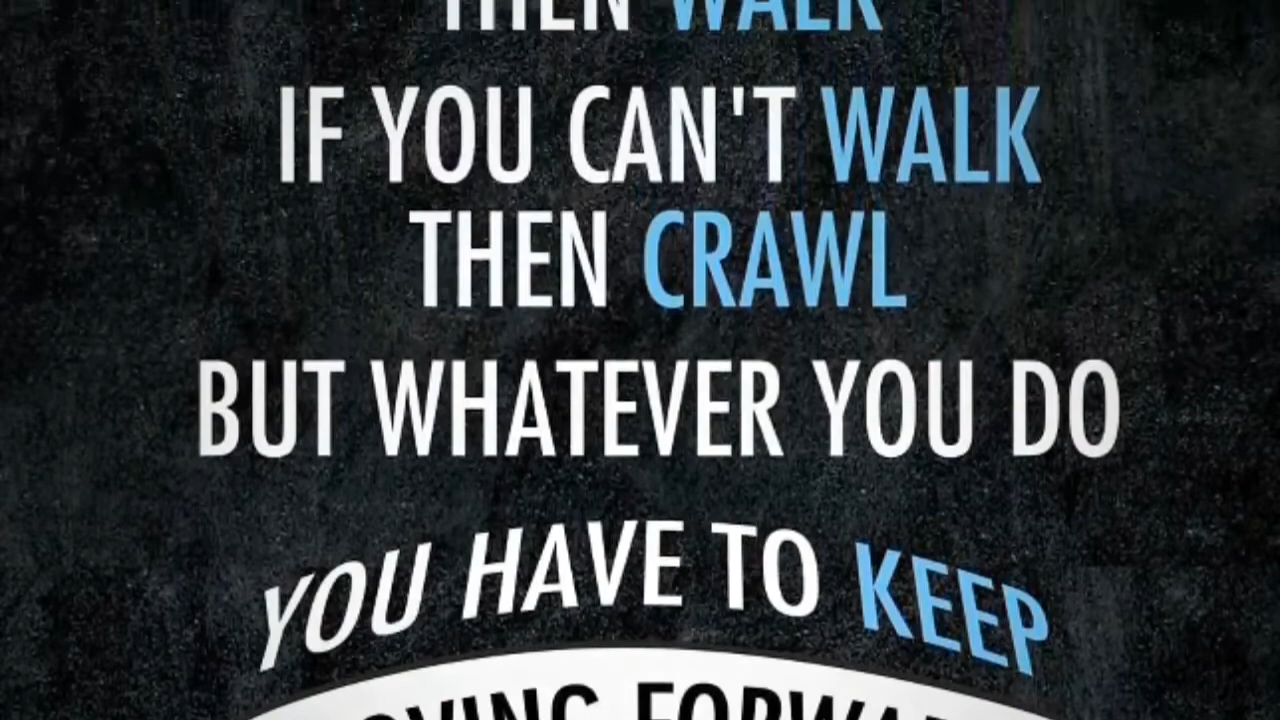 THEN WALK
IF YOU CAN'T WALK
THEN CRAWL
BUT WHATEVER YOU DO
YOU HAVE TO KEEP
MOVING FORWARD